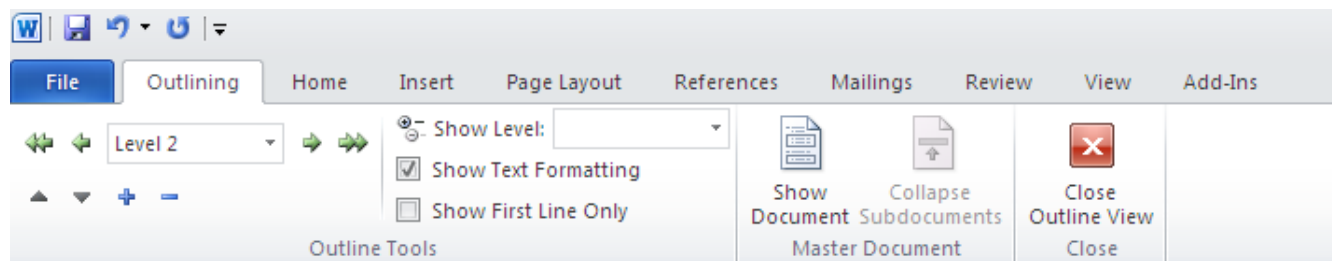 W
File Outlining Home Insert Page Layout References Mailings Review View Add-Ins
Level 2
Show Level:
Show Text Formatting
Show First Line Only
Outline Tools
Show
Document
Collapse
Subdocuments
Master Document
Close
Outline View
Close